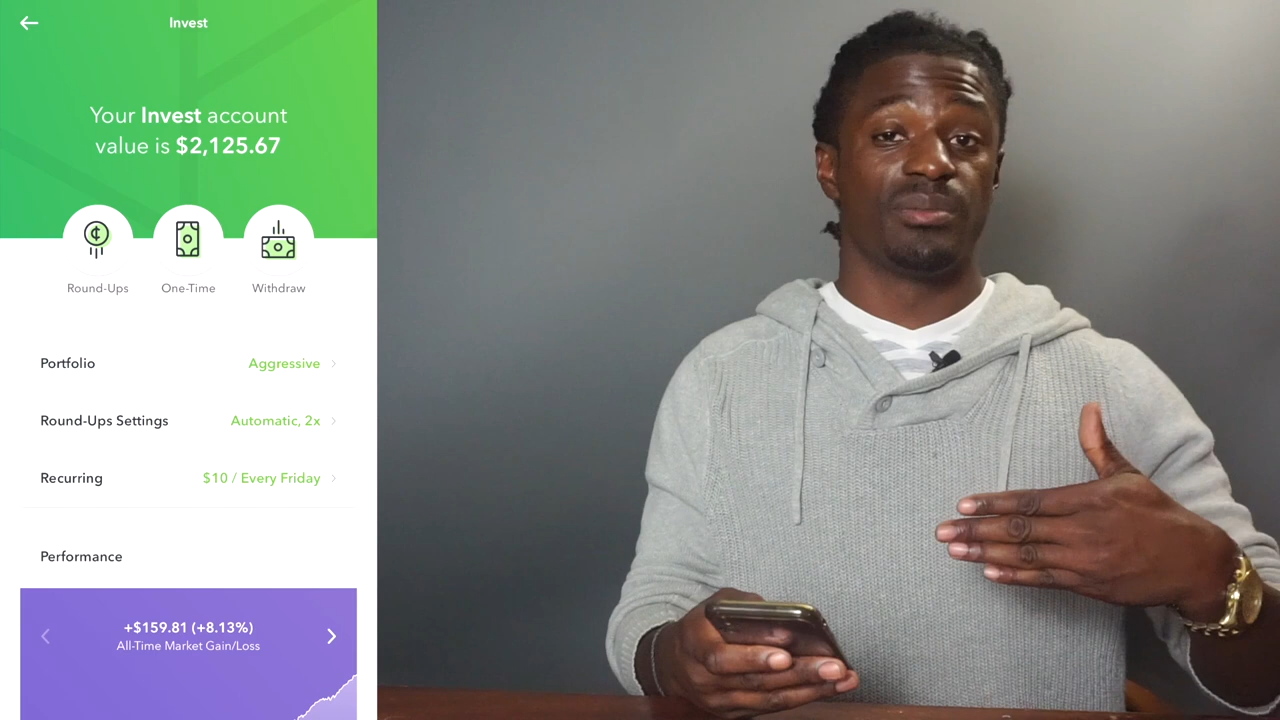 Invest
Your Invest account
value is $2,125.67
Round-Ups
One-Time
Withdraw
Portfolio
Aggressive
Round-Ups Settings
Automatic, 2x
Recurring
$10 / Every Friday
Performance
+$159.81 (+8.13%)
All-Time Market Gain/Loss